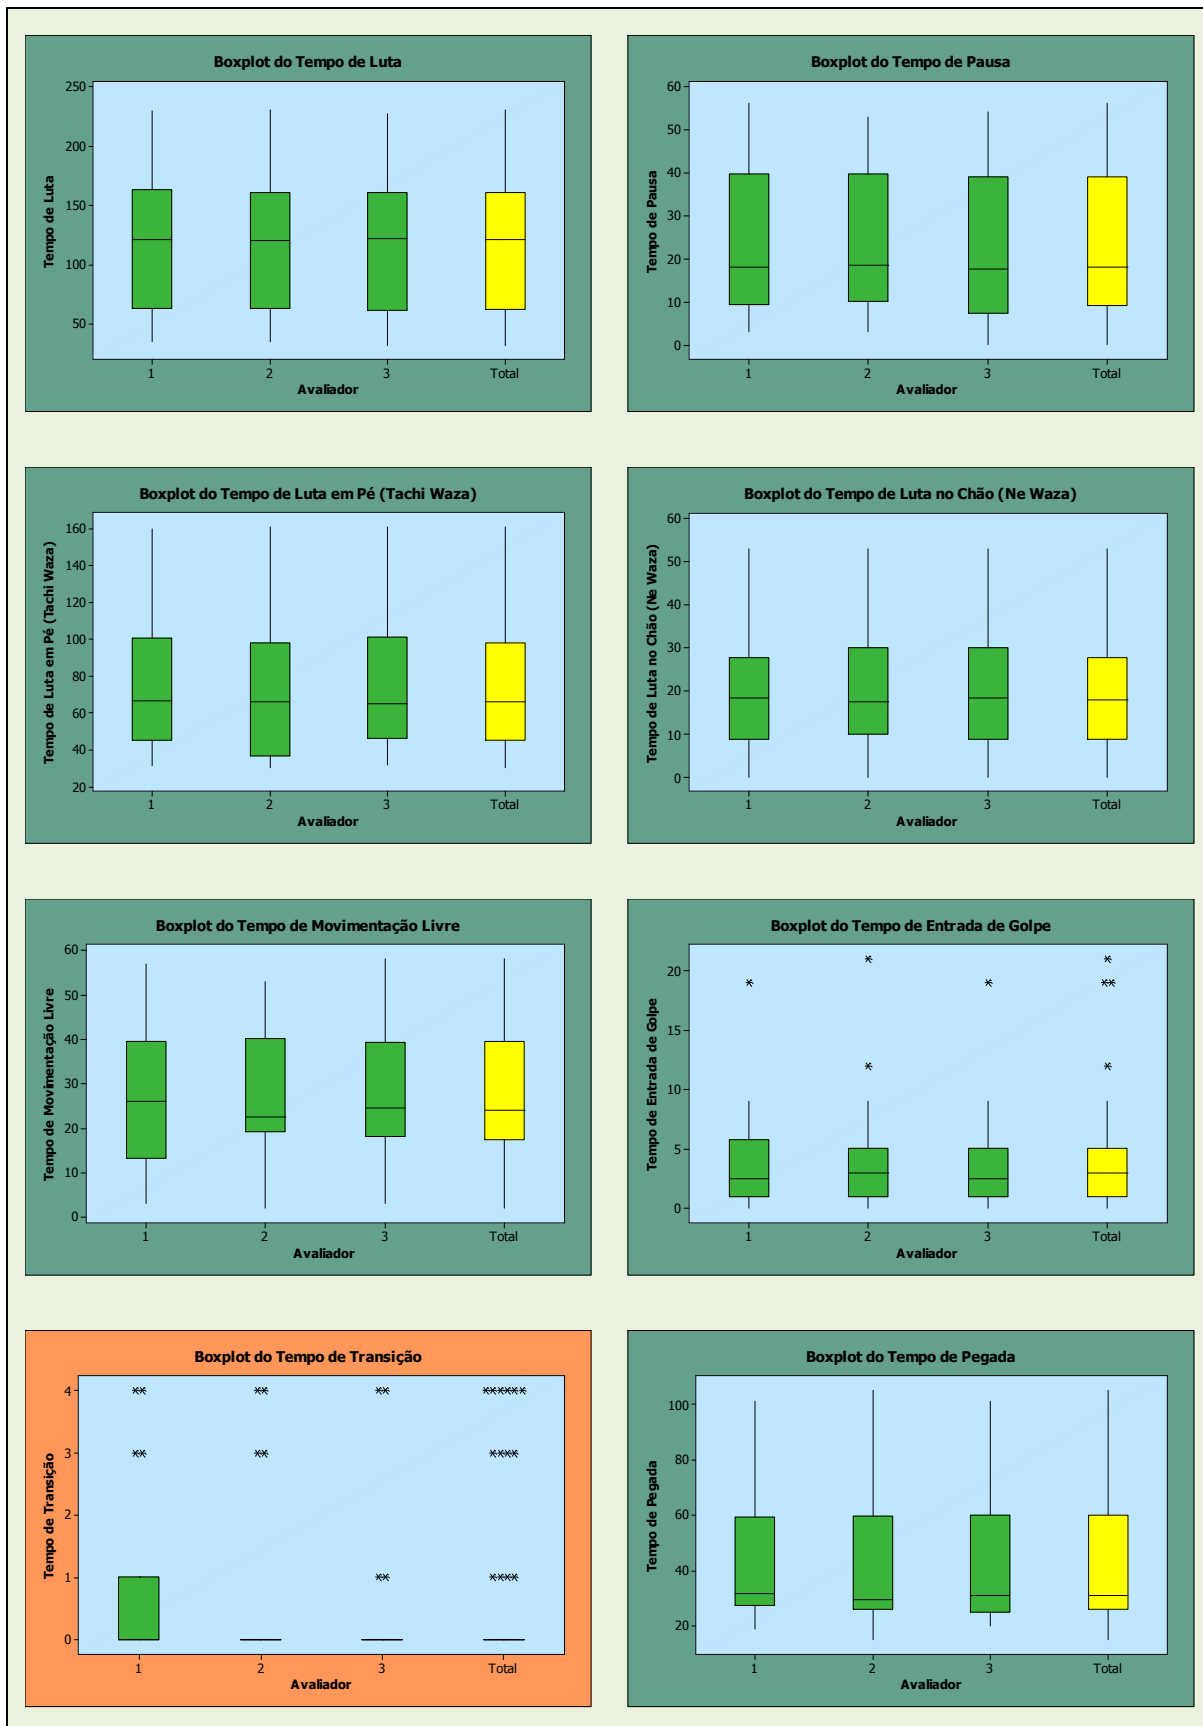 Boxplot do Tempo de Luta
250
200
150
100
50
Tempo de Luta
1 2 3 Total
Avaliador
Boxplot do Tempo de Pausa
60
50
40
30
20
10
0
Tempo de Pausa
1 2 3 Total
Avaliador
Boxplot do Tempo de Luta em Pé (Tachi Waza)
160
140
120
100
80
60
40
20
Tempo de Luta em Pé (Tachi Waza)
1 2 3 Total
Avaliador
Boxplot do Tempo de Luta no Chão (Ne Waza)
60
50
40
30
20
10
0
Tempo de Luta no Chão (Ne Waza)
1 2 3 Total
Avaliador
Boxplot do Tempo de Movimentação Livre
60
50
40
30
20
10
0
Tempo de Movimentação Livre
1 2 3 Total
Avaliador
Boxplot do Tempo de Entrada de Golpe
20
15
10
5
0
Tempo de Entrada de Golpe
1 2 3 Total
Avaliador
Boxplot do Tempo de Transição
4
3
2
1
0
Tempo de Transição
1 2 3 Total
Avaliador
Boxplot do Tempo de Pegada
100
80
60
40
20
Tempo de Pegada
1 2 3 Total
Avaliador